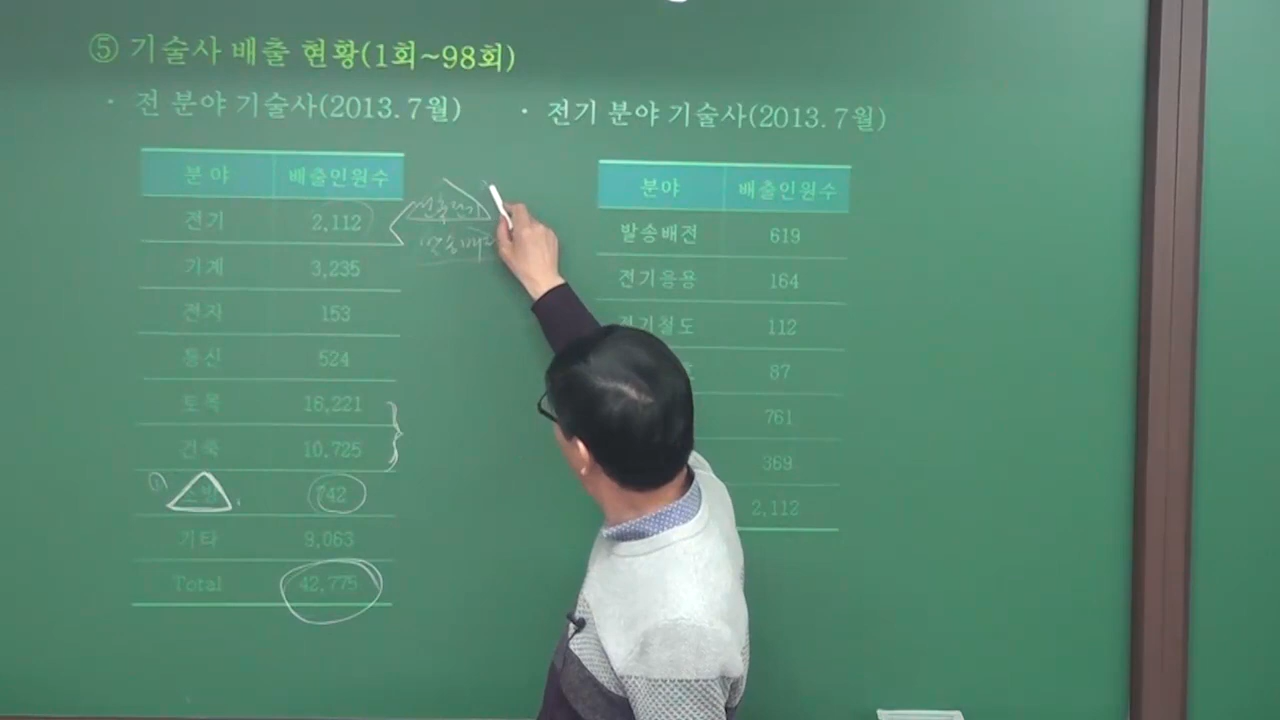 ⑤ 기술사 배출 현황(1회~98회)
· 전 분야 기술사(2013.7월)
분야 배출인원수
전기 2,112
기계 3,235
전자 153
통신 524
토목 16,221
건축 10,725
742
기타 9,063
Total 42,775
· 전기 분야 기술사(2013.7월)
분야 배출인원수
발송배전 619
전기응용 164
전기철도 112
87
761
369
2,112